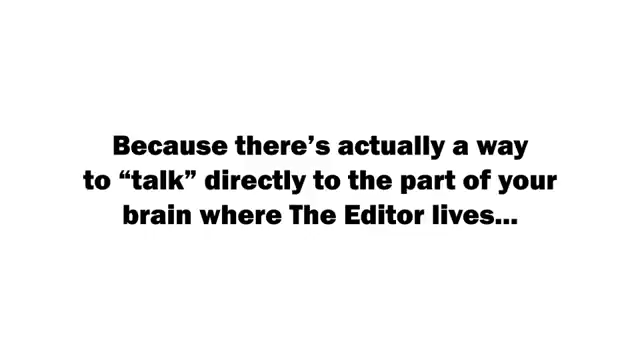 Because there’s actually a way
to “talk” directly to the part of your
brain where The Editor lives...